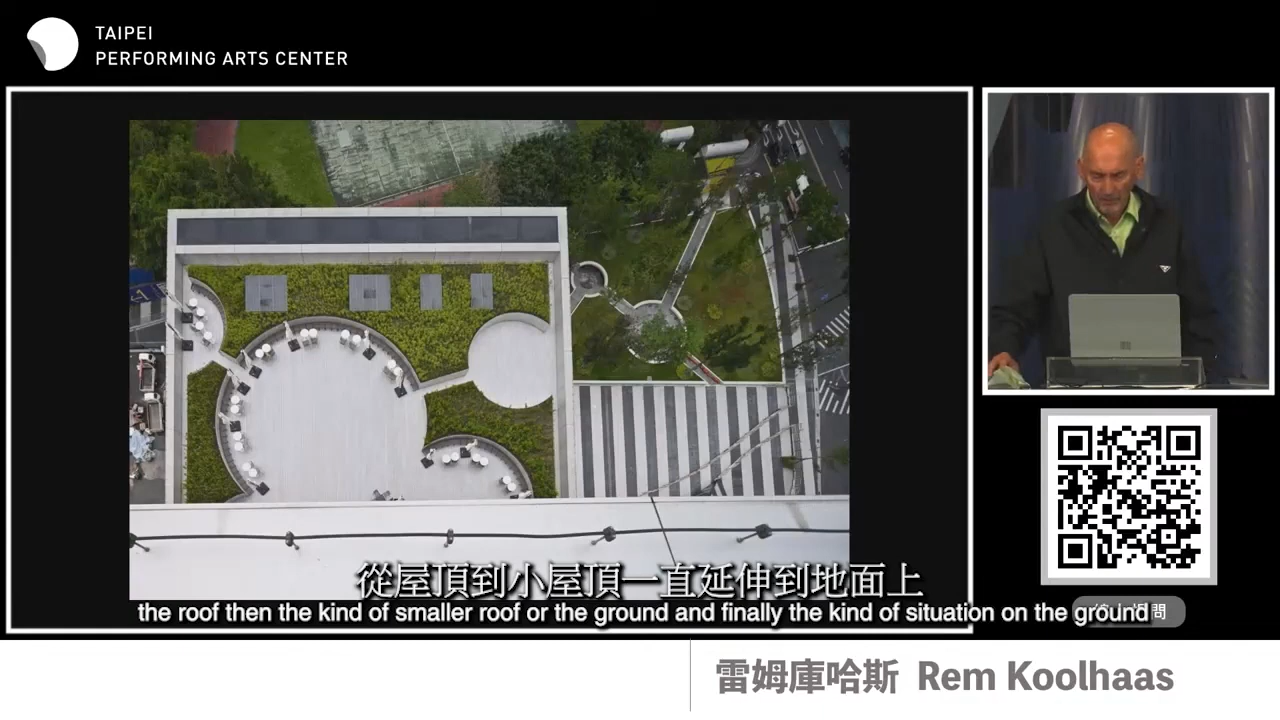 TAIPEI
PERFORMING ARTS CENTER
從屋頂到小屋頂一直延伸到地面上
the roof then the kind of smaller roof or the ground and finally the kind of situation on the ground
問
雷姆庫哈斯 Rem Koolhaas